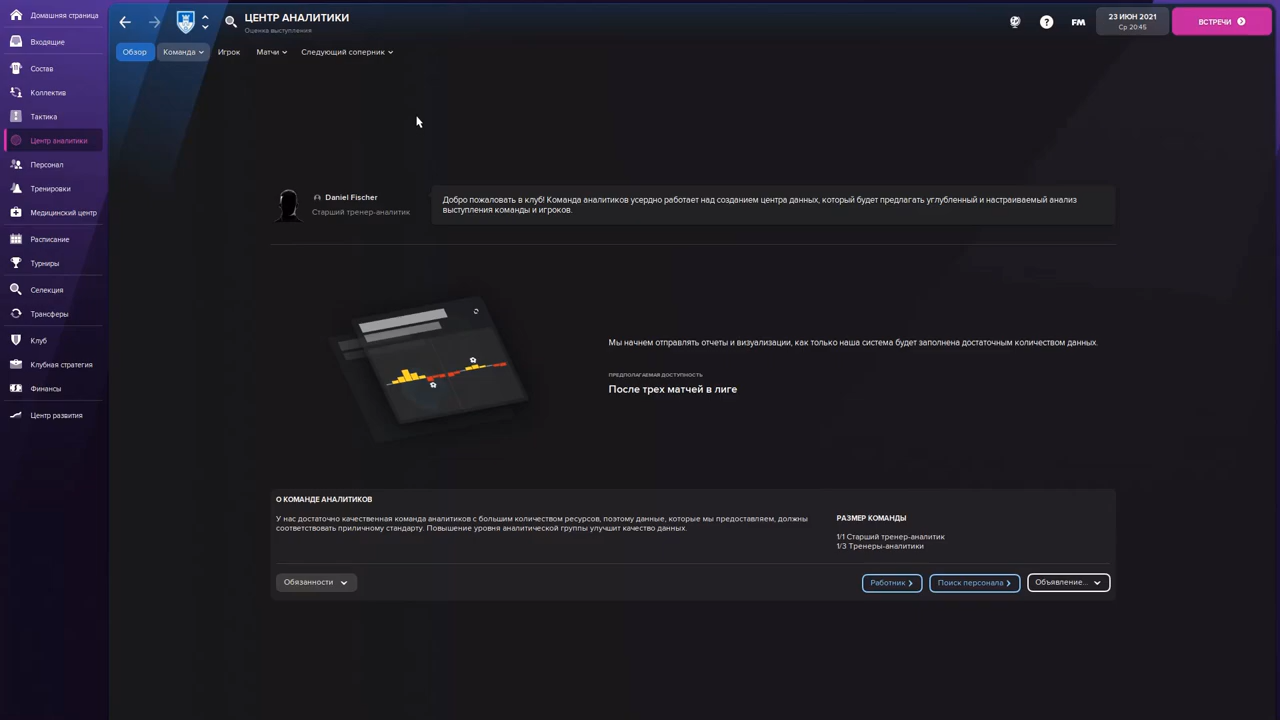 Домашняя страница
Входящие
Состав
Коллектив
Тактика
Центр аналитики
Персонал
Тренировки
Медицинский центр
Расписание
Турниры
Селекция
Трансферы
Клуб
Клубная стратегия
Финансы
Центр развития
ЦЕНТР АНАЛИТИКИ
Оценка выступления
FM
23 ИЮН 2021
Ср 20:45
ВСТРЕЧИ
Обзор
Команда
Игрок
Матчи
Следующий соперник
Daniel Fischer
Старший тренер-аналитик
Добро пожаловать в клуб! Команда аналитиков усердно работает над созданием центра данных, который будет предлагать углубленный и настраиваемый анализ
выступления команды и игроков.
Мы начнем отправлять отчеты и визуализации, как только наша система будет заполнена достаточным количеством данных.
ПРЕДПОЛАГАЕМАЯ ДОСТУПНОСТЬ
После трех матчей в лиге
О КОМАНДЕ АНАЛИТИКОВ
У нас достаточно качественная команда аналитиков с большим количеством ресурсов, поэтому данные, которые мы предоставляем, должны
соответствовать приличному стандарту. Повышение уровня аналитической группы улучшит качество данных.
РАЗМЕР КОМАНДЫ
1/1 Старший тренер-аналитик
1/3 Тренеры-аналитики
Обязанности
Работник
Поиск персонала
Объявление...